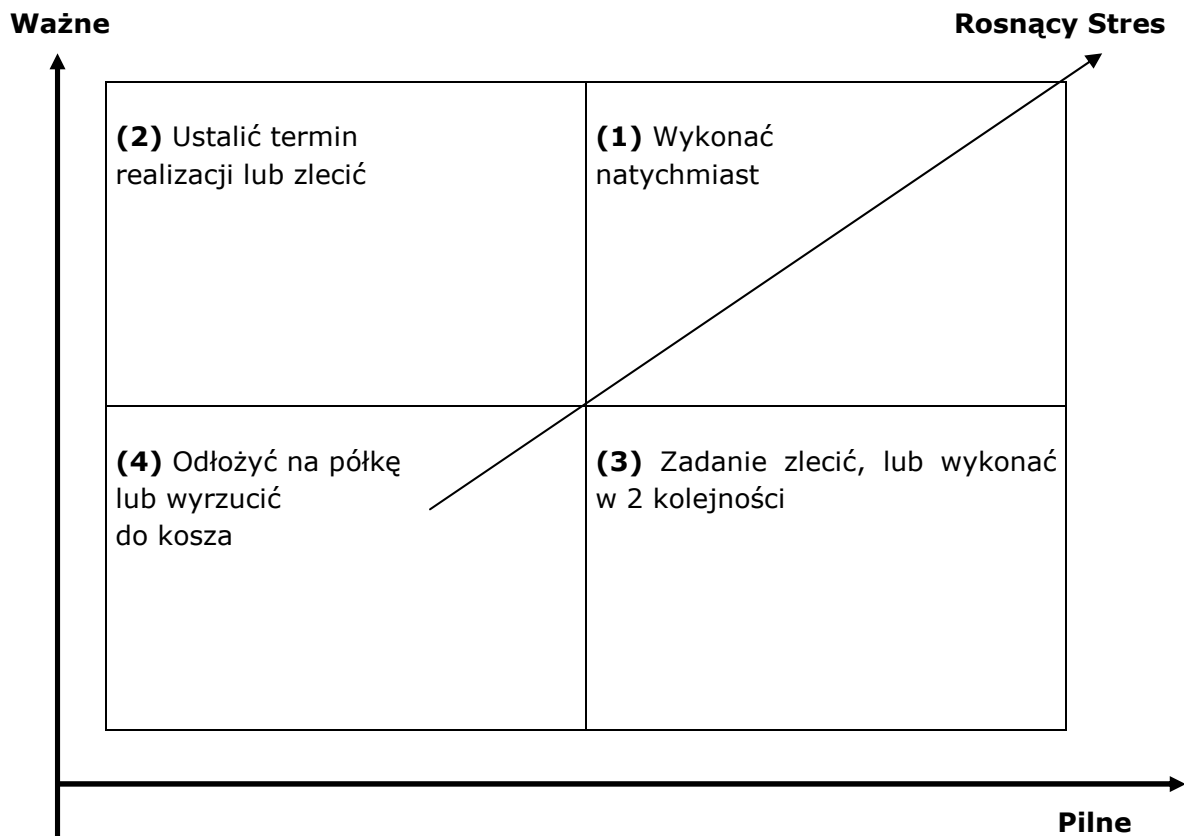 Ważne
Rosnący Stres
(2) Ustalić termin
realizacji lub zlecić
(1) Wykonać
natychmiast
(4) Odłożyć na półkę
lub wyrzucić
do kosza
(3) Zadanie zlecić, lub wykonać
w 2 kolejności
Pilne